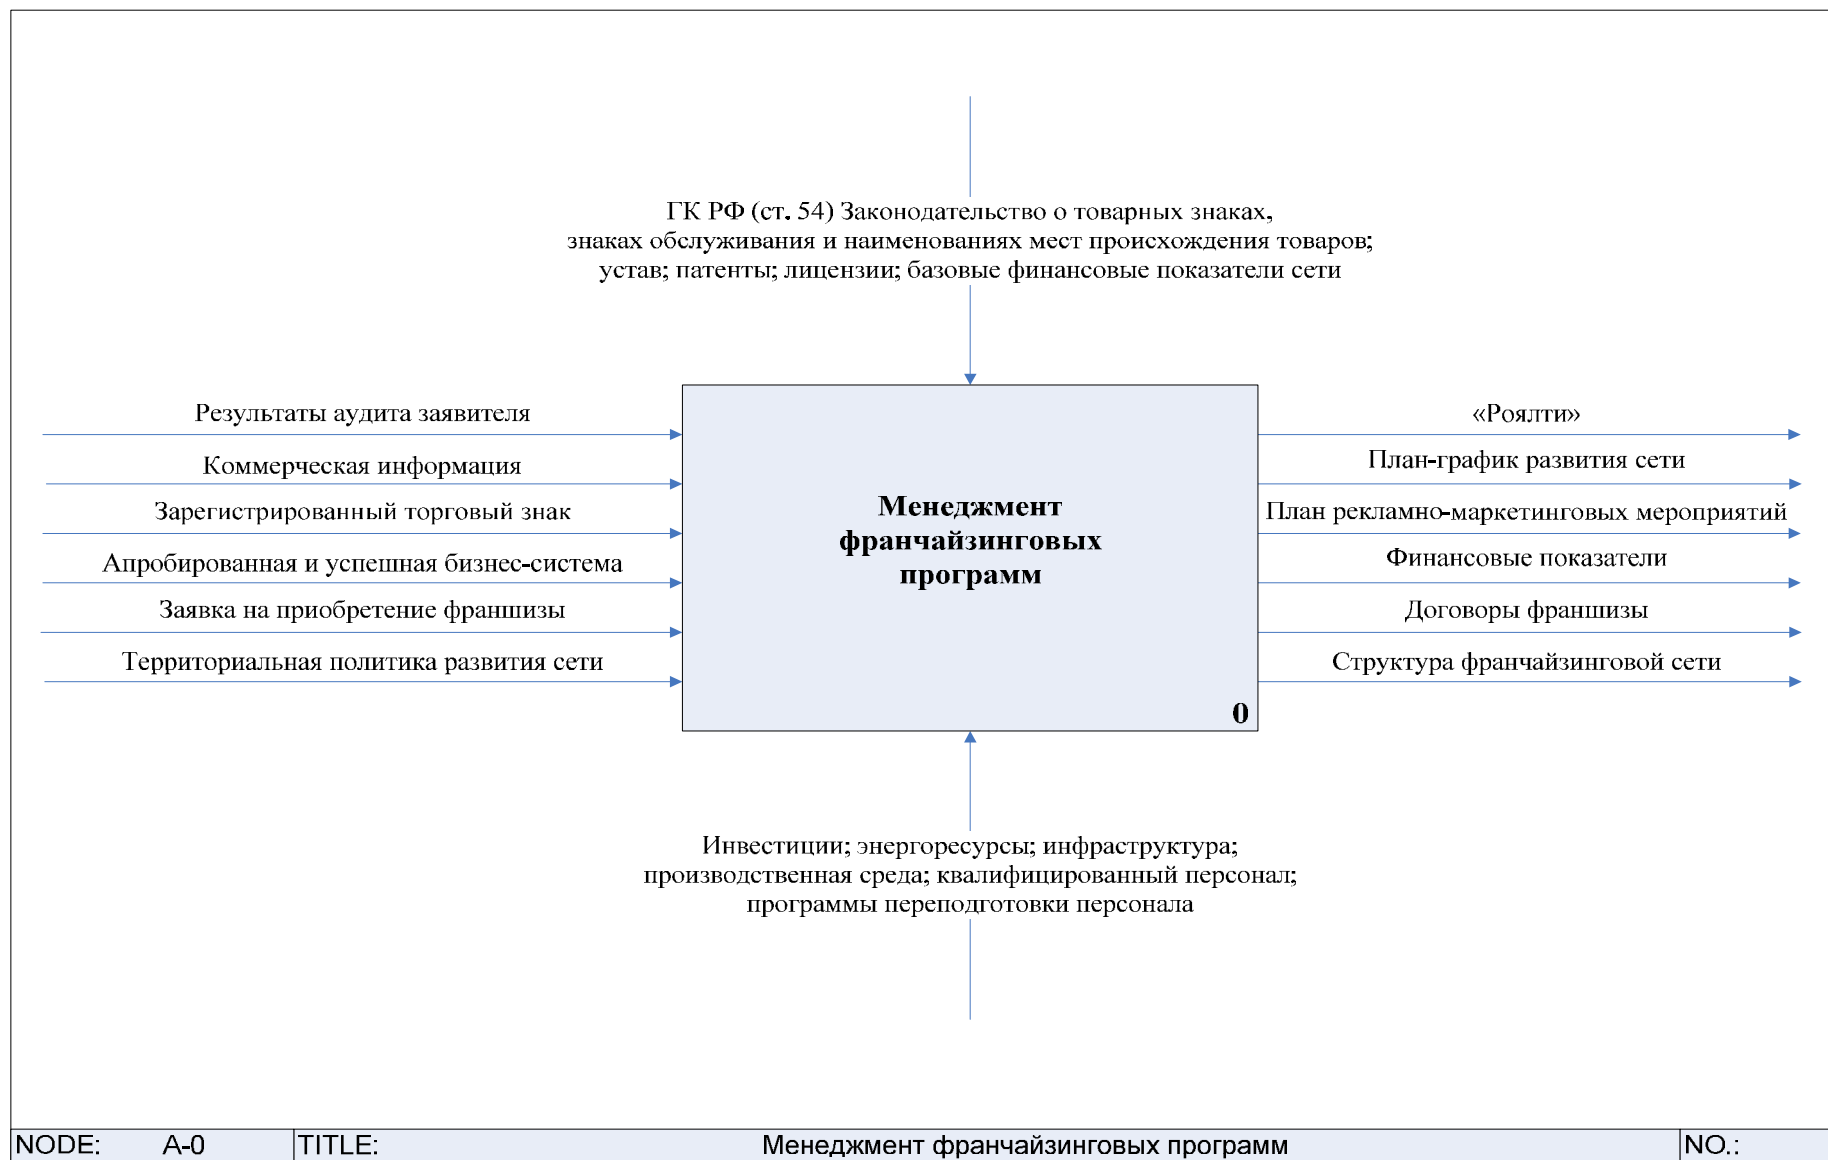 ГК РФ (ст. 54) Законодательство о товарных знаках,
знаках обслуживания и наименованиях мест происхождения товаров;
устав; патенты; лицензии; базовые финансовые показатели сети
Результаты аудита заявителя
Коммерческая информация
Зарегистрированный торговый знак
Апробированная и успешная бизнес-система
Заявка на приобретение франшизы
Территориальная политика развития сети
Менеджмент
франчайзинговых
программ
0
«Роялти»
План-график развития сети
План рекламно-маркетинговых мероприятий
Финансовые показатели
Договоры франшизы
Структура франчайзинговой сети
Инвестиции; энергоресурсы; инфраструктура;
производственная среда; квалифицированный персонал;
программы переподготовки персонала
NODE: A-0 TITLE: Менеджмент франчайзинговых программ NO.: